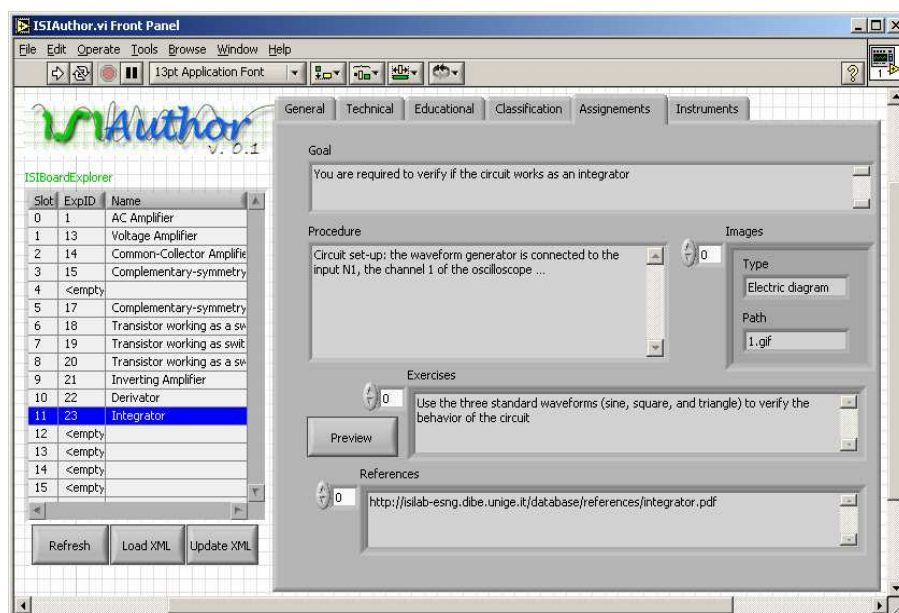 ISIAuthor.vi Front Panel
File Edit Operate Tools Browse Window Help
13pt Application Font
1
ISIAuthor
v. 0.1
General Technical Educational Classification Assignements Instruments
ISIBoardExplorer
Slot ExpID Name
0 1 AC Amplifier
1 13 Voltage Amplifier
2 14 Common-Collector Amplifie
3 15 Complementary-symmetry
4 <empty
5 17 Complementary-symmetry
6 18 Transistor working as a sw
7 19 Transistor working as swit
8 20 Transistor working as a sw
9 21 Inverting Amplifier
10 22 Derivator
11 23 Integrator
12 <empty
13 <empty
14 <empty
15 <empty
Refresh Load XML Update XML
Goal
You are required to verify if the circuit works as an integrator
Procedure
Circuit set-up: the waveform generator is connected to the
input N1, the channel 1 of the oscilloscope ...
Images
0
Type
Electric diagram
Path
1.gif
Exercises
0
Use the three standard waveforms (sine, square, and triangle) to verify the
behavior of the circuit
Preview
References
0
http://isilab-esng.dibe.unige.it/database/references/integrator.pdf